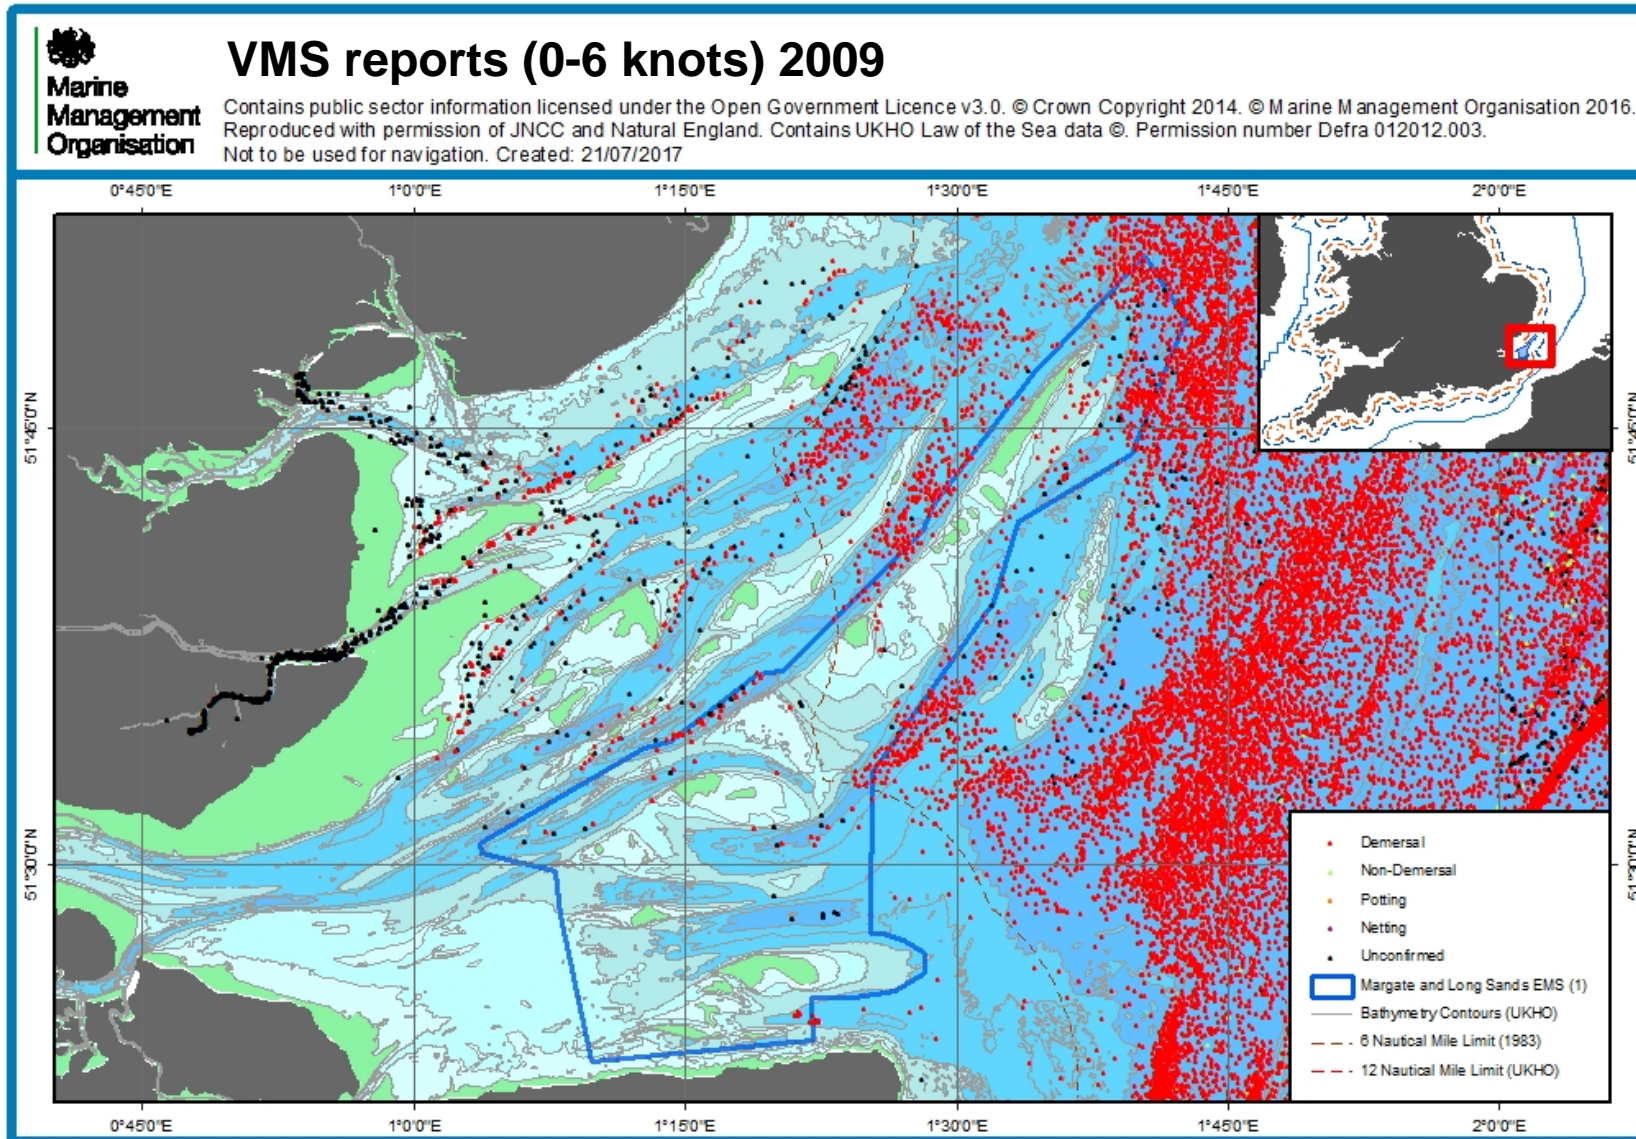 Marine
Management
Organisation
VMS reports (0-6 knots) 2009
Contains public sector information licensed under the Open Government Licence v3.0. © Crown Copyright 2014. © Marine Management Organisation 2016.
Reproduced with permission of JNCC and Natural England. Contains UKHO Law of the Sea data ©. Permission number Defra 012012.003.
Not to be used for navigation. Created: 21/07/2017
0°45'0"E 1°0'0"E 1°15'0"E 1°30'0"E 1°45'0"E 2°0'0"E
51°45'0"N 51°45'0"N
51°30'0"N 51°30'0"N
Demersal
Non-Demersal
Potting
Netting
Unconfirmed
Margate and Long Sands EMS (1)
Bathymetry Contours (UKHO)
6 Nautical Mile Limit (1983)
12 Nautical Mile Limit (UKHO)
0°45'0"E 1°0'0"E 1°15'0"E 1°30'0"E 1°45'0"E 2°0'0"E